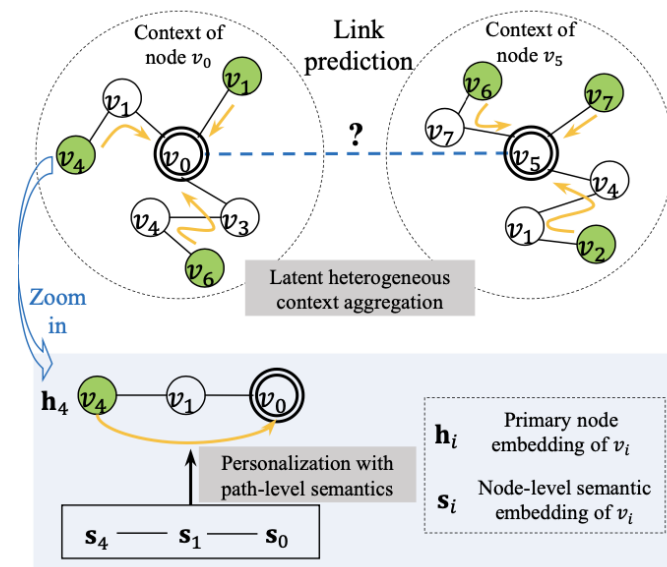 Context of
node v₀
Link
prediction
Context of
node v₅
v₁
v₁
v₄
v₀
v₄
v₃
v₆
?
v₆
v₇
v₇
v₅
v₄
v₁
v₂
Latent heterogeneous
context aggregation
Zoom
in
h₄ v₄ v₁ v₀
Personalization with
path-level semantics
s₄ s₁ s₀
hᵢ Primary node
embedding of vᵢ
sᵢ Node-level semantic
embedding of vᵢ